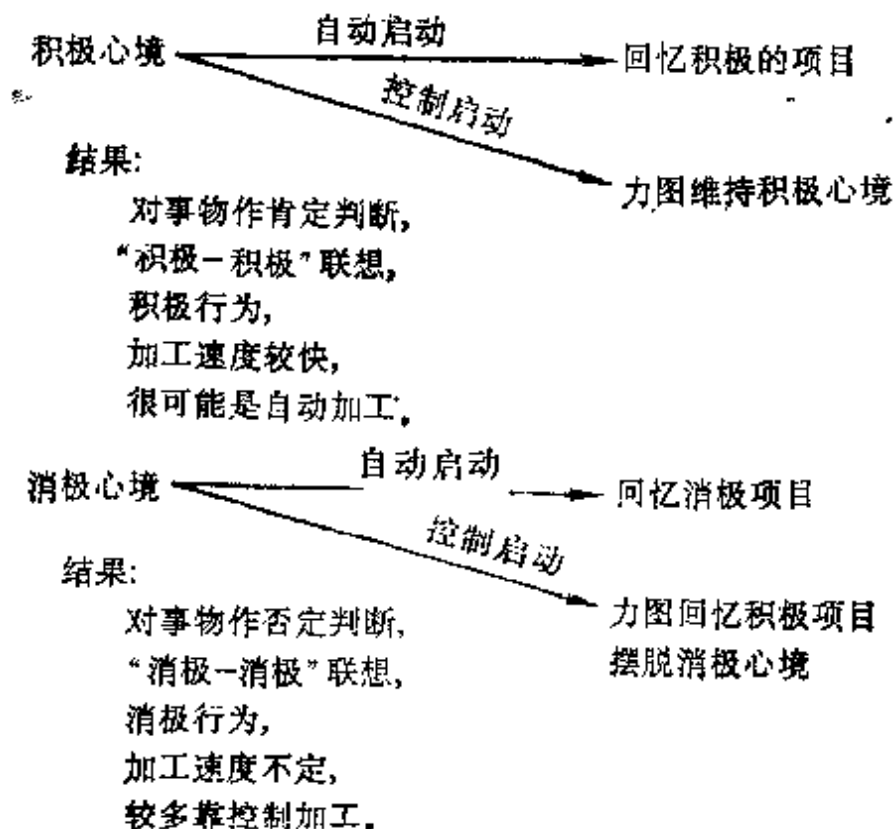 自动启动
积极心境 回忆积极的项目
控制启动
力图维持积极心境
结果:
对事物作肯定判断,
“积极-积极”联想,
积极行为,
加工速度较快,
很可能是自动加工。
自动启动
消极心境 回忆消极项目
控制启动
结果:
力图回忆积极项目
摆脱消极心境
对事物作否定判断,
“消极-消极”联想,
消极行为,
加工速度不定,
较多靠控制加工。